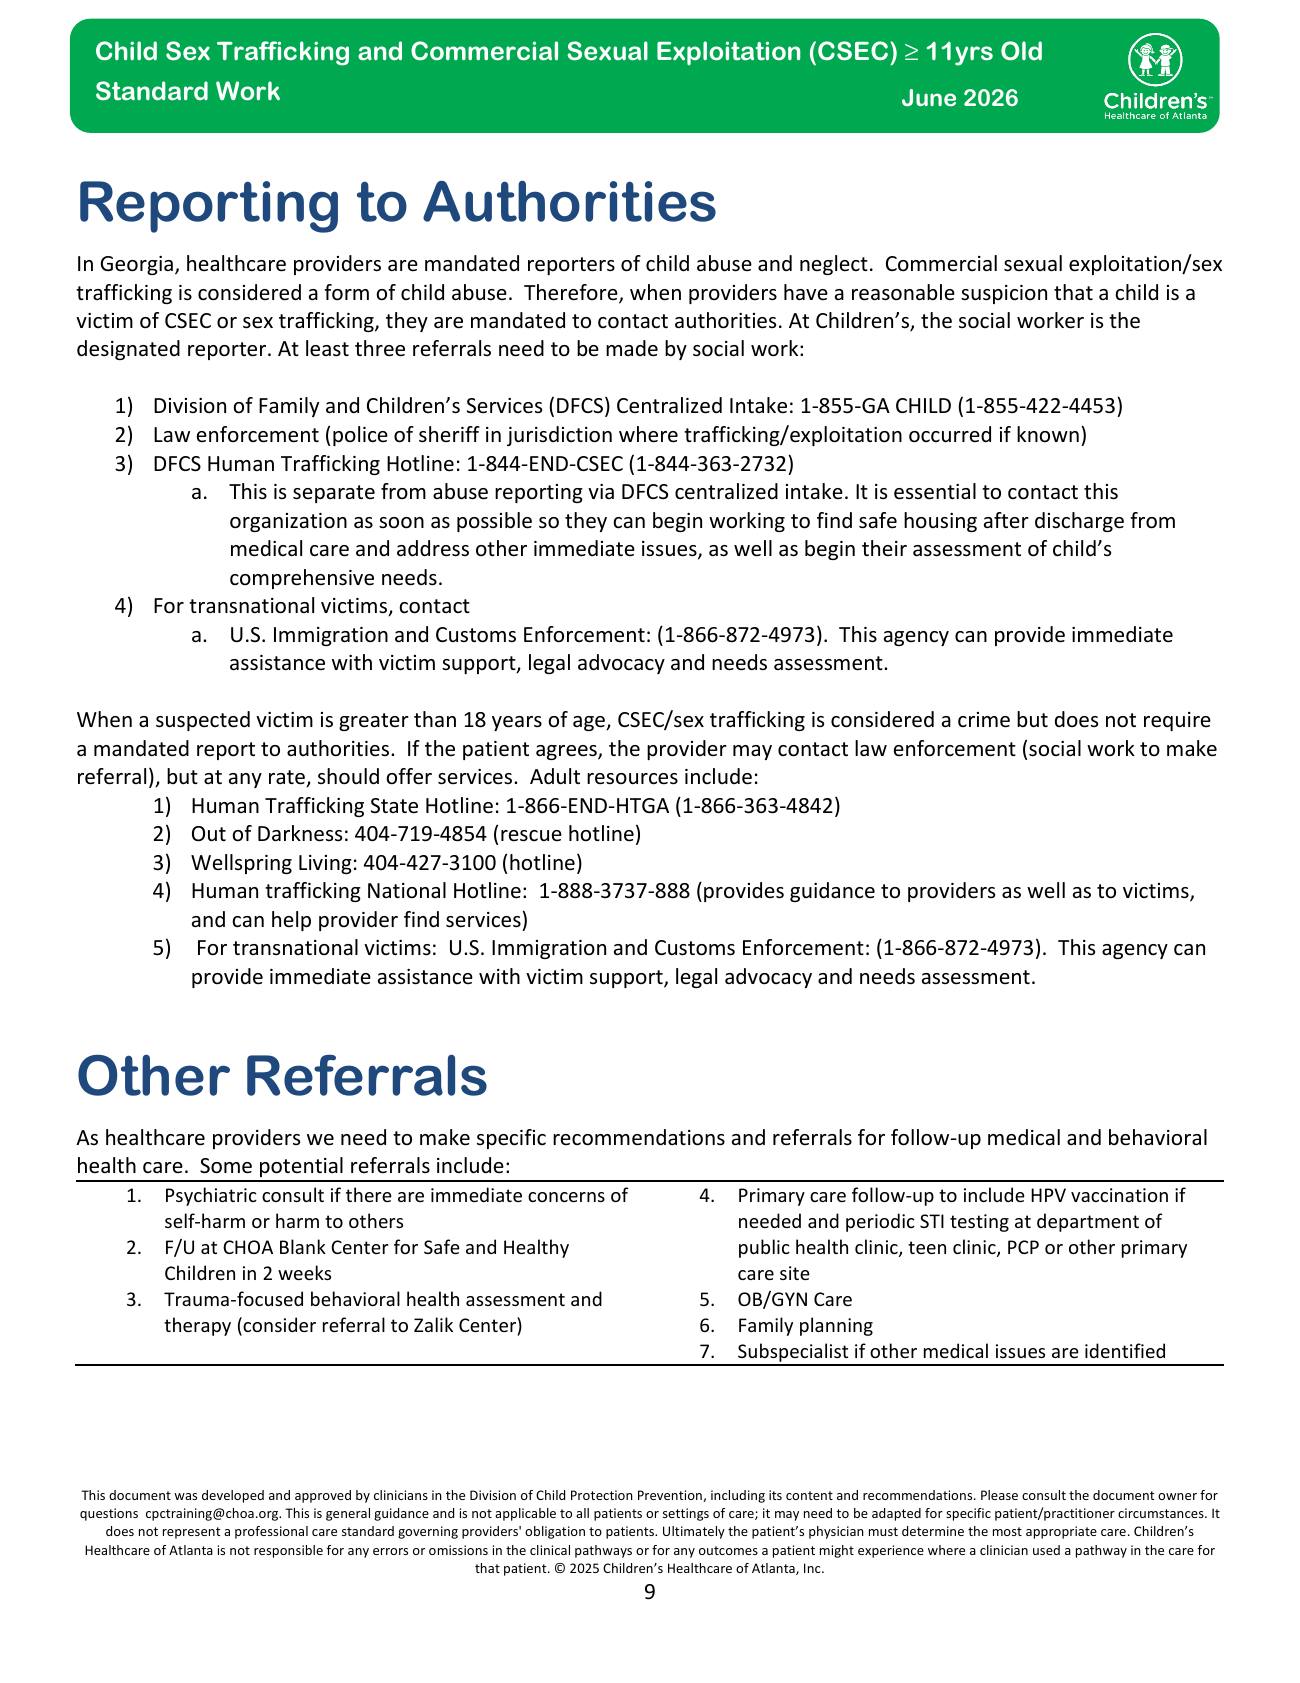 Child Sex Trafficking and Commercial Sexual Exploitation (CSEC) ≥ 11yrs Old
Standard Work
June 2026
Children's
Healthcare of Atlanta
Reporting to Authorities
In Georgia, healthcare providers are mandated reporters of child abuse and neglect.  Commercial sexual exploitation/sex
trafficking is considered a form of child abuse.  Therefore, when providers have a reasonable suspicion that a child is a
victim of CSEC or sex trafficking, they are mandated to contact authorities. At Children’s, the social worker is the
designated reporter. At least three referrals need to be made by social work:
1) Division of Family and Children’s Services (DFCS) Centralized Intake: 1-855-GA CHILD (1-855-422-4453)
2) Law enforcement (police of sheriff in jurisdiction where trafficking/exploitation occurred if known)
3) DFCS Human Trafficking Hotline: 1-844-END-CSEC (1-844-363-2732)
a. This is separate from abuse reporting via DFCS centralized intake. It is essential to contact this
organization as soon as possible so they can begin working to find safe housing after discharge from
medical care and address other immediate issues, as well as begin their assessment of child’s
comprehensive needs.
4) For transnational victims, contact
a. U.S. Immigration and Customs Enforcement: (1-866-872-4973).  This agency can provide immediate
assistance with victim support, legal advocacy and needs assessment.
When a suspected victim is greater than 18 years of age, CSEC/sex trafficking is considered a crime but does not require
a mandated report to authorities.  If the patient agrees, the provider may contact law enforcement (social work to make
referral), but at any rate, should offer services.  Adult resources include:
1) Human Trafficking State Hotline: 1-866-END-HTGA (1-866-363-4842)
2) Out of Darkness: 404-719-4854 (rescue hotline)
3) Wellspring Living: 404-427-3100 (hotline)
4) Human trafficking National Hotline:  1-888-3737-888 (provides guidance to providers as well as to victims,
and can help provider find services)
5) For transnational victims:  U.S. Immigration and Customs Enforcement: (1-866-872-4973).  This agency can
provide immediate assistance with victim support, legal advocacy and needs assessment.
Other Referrals
As healthcare providers we need to make specific recommendations and referrals for follow-up medical and behavioral
health care.  Some potential referrals include:
1. Psychiatric consult if there are immediate concerns of
self-harm or harm to others
2. F/U at CHOA Blank Center for Safe and Healthy
Children in 2 weeks
3. Trauma-focused behavioral health assessment and
therapy (consider referral to Zalik Center)
4. Primary care follow-up to include HPV vaccination if
needed and periodic STI testing at department of
public health clinic, teen clinic, PCP or other primary
care site
5. OB/GYN Care
6. Family planning
7. Subspecialist if other medical issues are identified
This document was developed and approved by clinicians in the Division of Child Protection Prevention, including its content and recommendations. Please consult the document owner for
questions  cpctraining@choa.org. This is general guidance and is not applicable to all patients or settings of care; it may need to be adapted for specific patient/practitioner circumstances. It
does not represent a professional care standard governing providers' obligation to patients. Ultimately the patient’s physician must determine the most appropriate care. Children’s
Healthcare of Atlanta is not responsible for any errors or omissions in the clinical pathways or for any outcomes a patient might experience where a clinician used a pathway in the care for
that patient. © 2025 Children’s Healthcare of Atlanta, Inc.
9